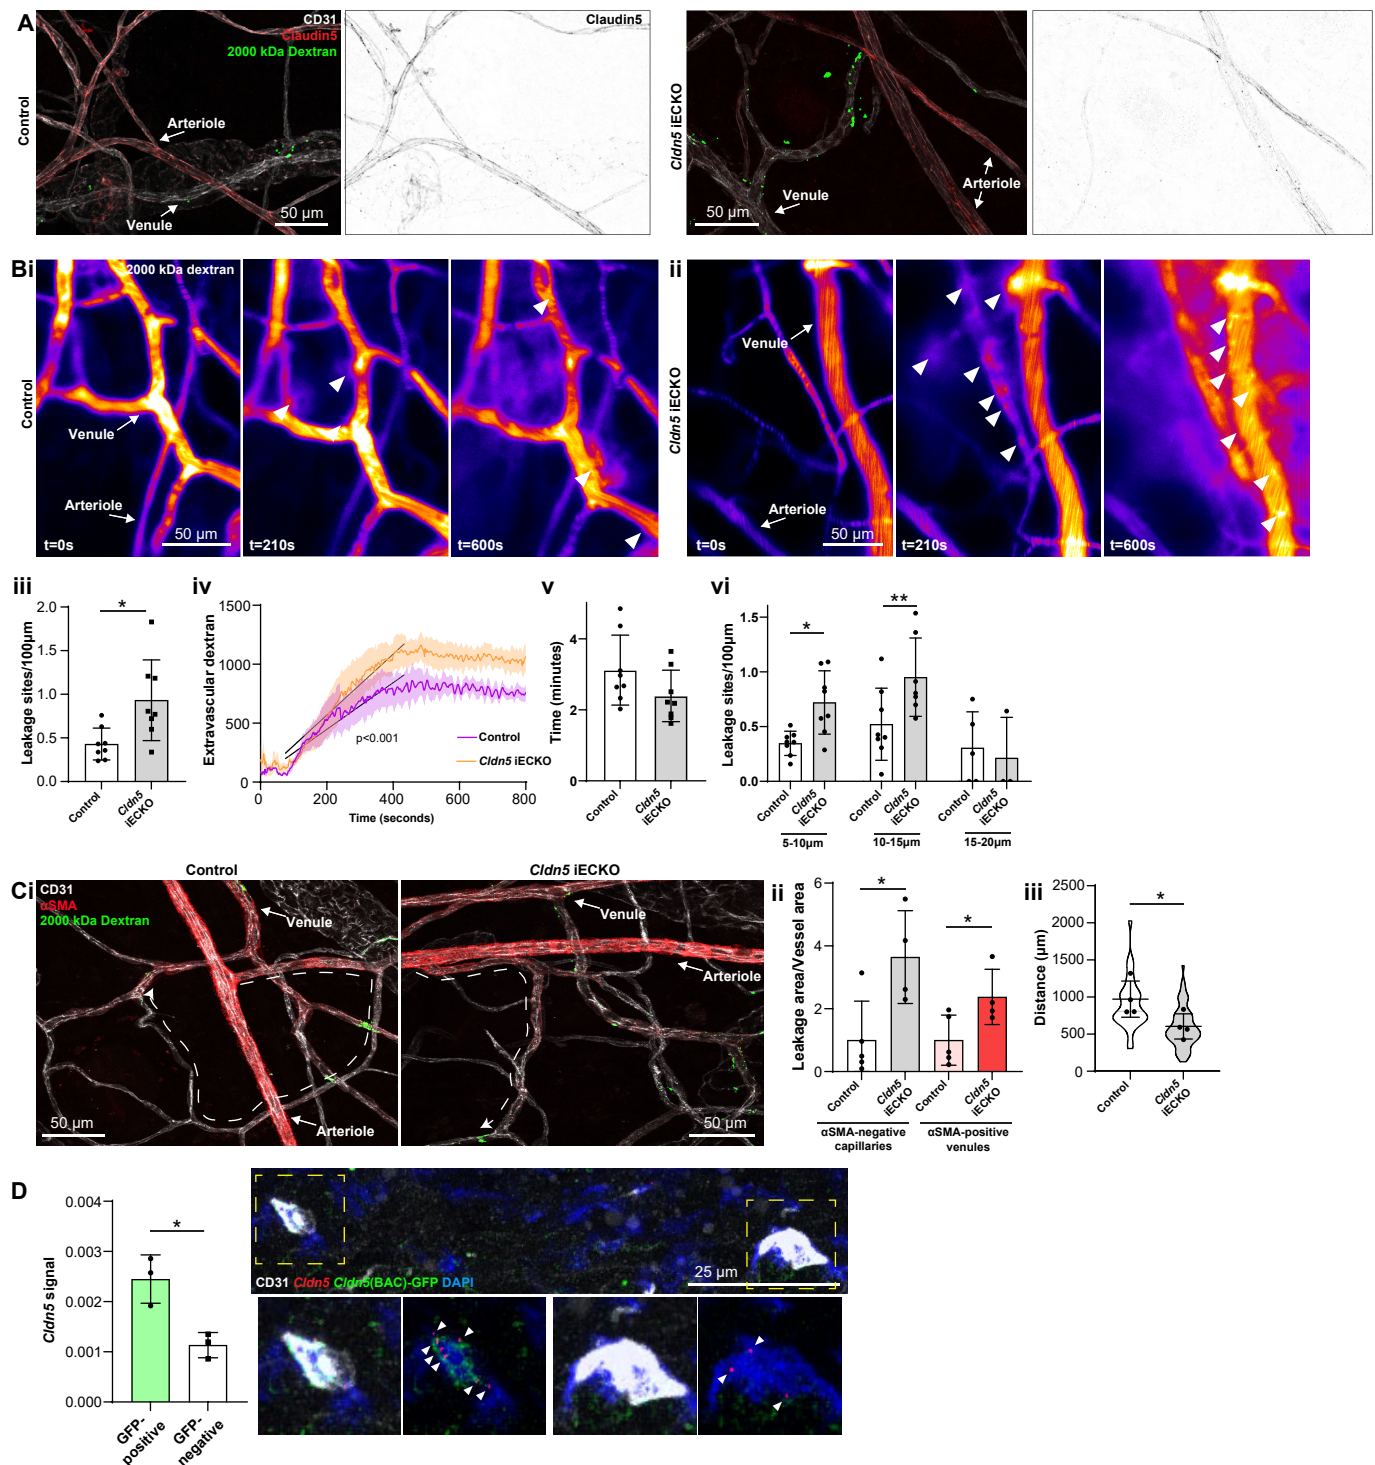 A
CD31
Claudin5
2000 kDa Dextran
Arteriole
Venule
50 µm
Control
Claudin5
Cldn5 iECKO
Venule
Arteriole
50 µm
Bi
2000 kDa dextran
Control
Venule
Arteriole
50 µm
t=0s
t=210s
t=600s
ii
Cldn5 iECKO
Venule
Arteriole
50 µm
t=0s
t=210s
t=600s
iii
Leakage sites/100µm
2.0
1.5
1.0
0.5
0.0
*
Control
Cldn5
iECKO
iv
Extravascular dextran
1500
1000
500
0
0
200
400
600
800
Time (seconds)
p<0.001
Control
Cldn5 iECKO
v
Time (minutes)
4
2
0
Control
Cldn5
iECKO
vi
Leakage sites/100µm
1.5
1.0
0.5
0.0
*
**
Control
Cldn5
iECKO
Control
Cldn5
iECKO
Control
Cldn5
iECKO
5-10µm
10-15µm
15-20µm
Ci
Control
CD31
αSMA
2000 kDa Dextran
Venule
Arteriole
50 µm
Cldn5 iECKO
Venule
Arteriole
50 µm
ii
Leakage area/Vessel area
6
4
2
0
*
*
Control
Cldn5
iECKO
Control
Cldn5
iECKO
αSMA-negative
capillaries
αSMA-positive
venules
iii
Distance (µm)
2500
2000
1500
1000
500
0
*
Control
Cldn5
iECKO
D
Cldn5 signal
0.004
0.003
0.002
0.001
0.000
*
GFP-
positive
GFP-
negative
CD31 Cldn5 Cldn5(BAC)-GFP DAPI
25 µm